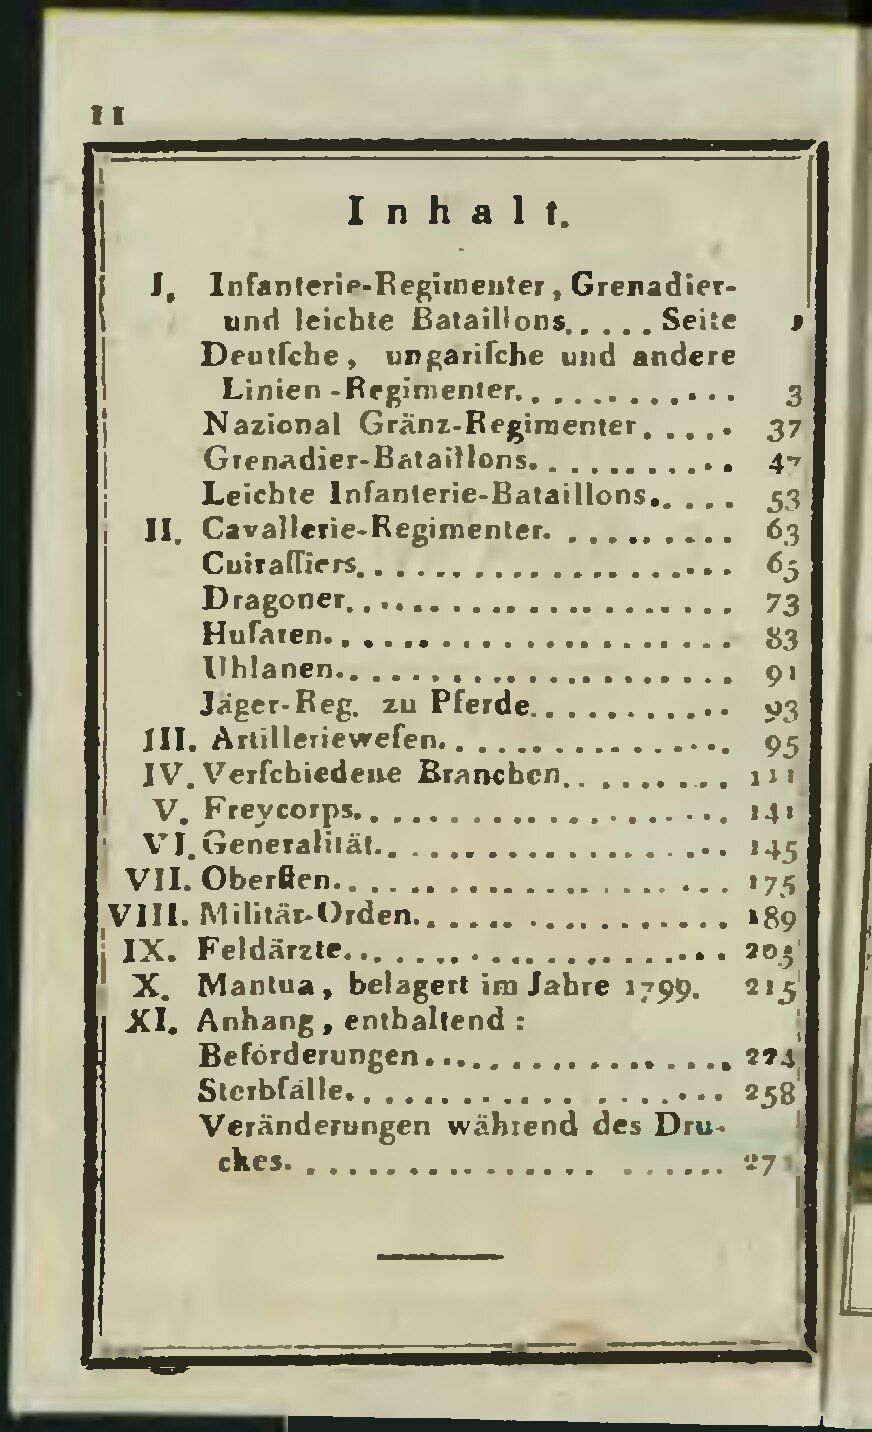 II
Inhalt.
I. Infanterie-Regimenter, Grenadier-
und leichte Bataillons..... Seite
Deutſche, ungariſche und andere
Linien-Regimenter............ 3
Nazional Gränz-Regimenter..... 37
Grenadier-Bataillons.......... 47
Leichte Infanterie-Bataillons..... 53
II. Cavallerie-Regimenter.......... 63
Cuiraſſiers.................... 65
Dragoner.................... 73
Huſaren..................... 83
Uhlanen..................... 91
Jäger-Reg. zu Pferde.......... 93
III. Artillerieweſen............... 95
IV. Verſchiedene Branchen......... 111
V. Freycorps.................... 141
VI. Generalität.................. 145
VII. Oberſten.................... 175
VIII. Militär-Orden................ 189
IX. Feldärzte.................... 205
X. Mantua, belagert im Jahre 1799. 215
XI. Anhang, enthaltend:
Beförderungen.................
Sterbfälle.................... 258
Veränderungen während des Dru-
ckes.......................